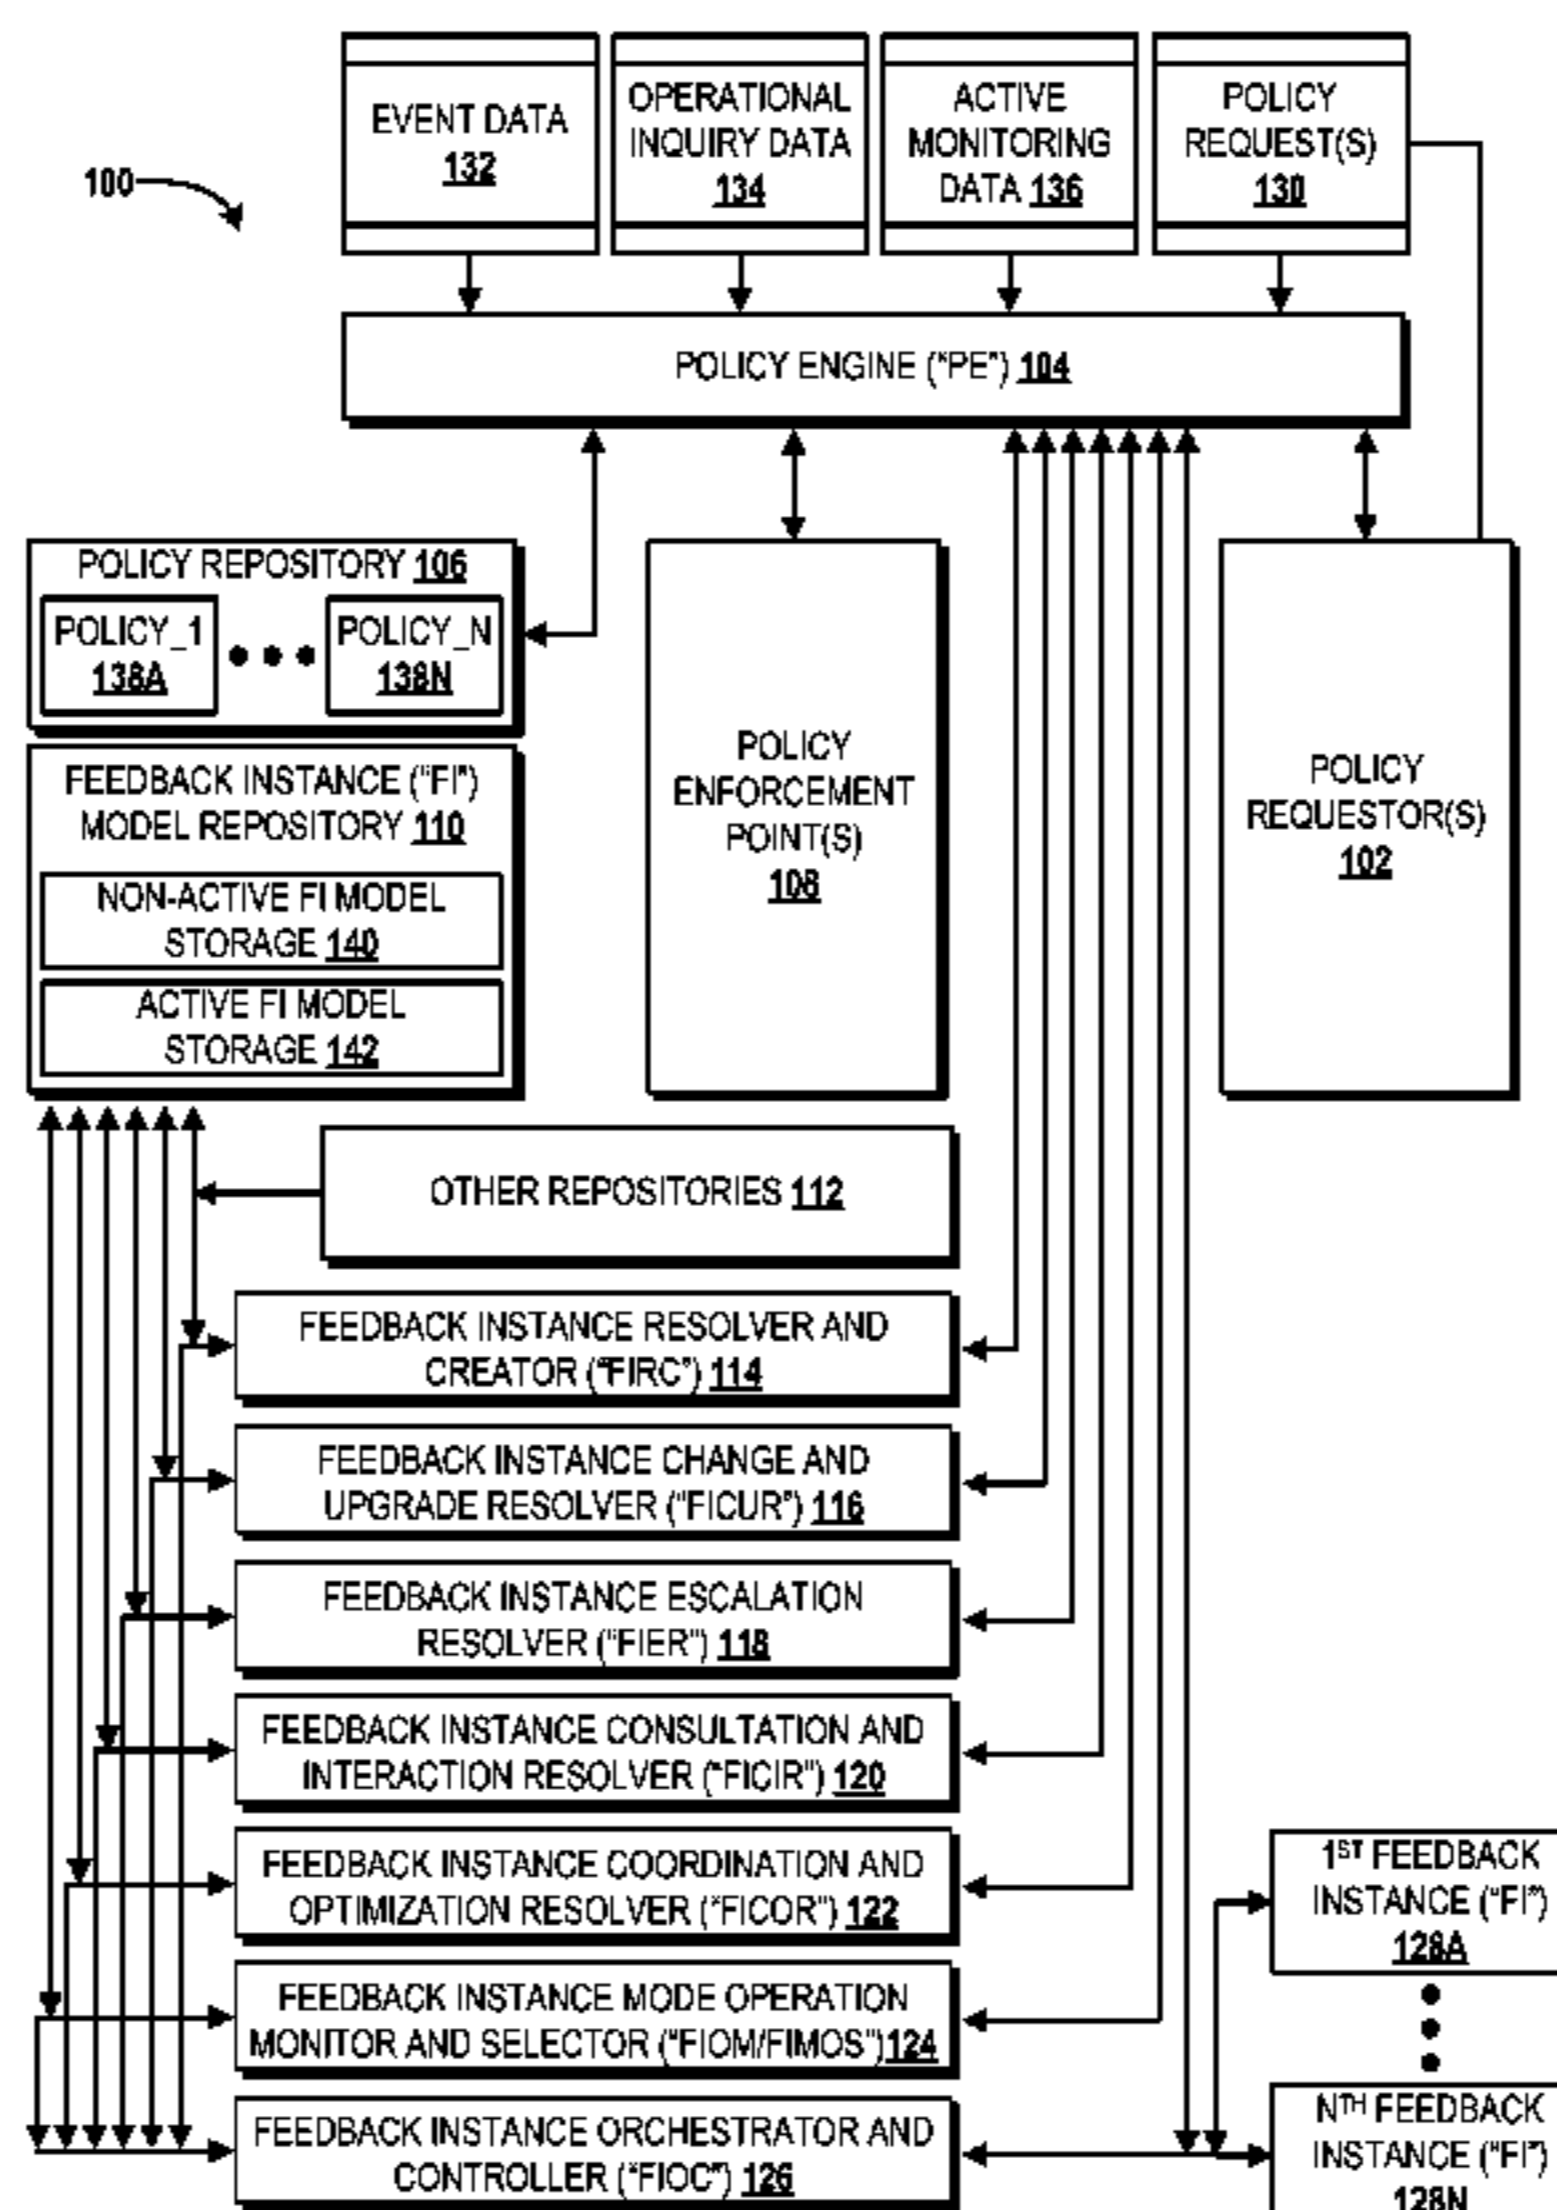 100
EVENT DATA
132
OPERATIONAL
INQUIRY DATA
134
ACTIVE
MONITORING
DATA 136
POLICY
REQUEST(S)
130
POLICY ENGINE ("PE") 104
POLICY REPOSITORY 106
POLICY_1
138A
POLICY_N
138N
FEEDBACK INSTANCE ("FI")
MODEL REPOSITORY 110
NON-ACTIVE FI MODEL
STORAGE 140
ACTIVE FI MODEL
STORAGE 142
POLICY
ENFORCEMENT
POINT(S)
108
POLICY
REQUESTOR(S)
102
OTHER REPOSITORIES 112
FEEDBACK INSTANCE RESOLVER AND
CREATOR ("FIRC") 114
FEEDBACK INSTANCE CHANGE AND
UPGRADE RESOLVER ("FICUR") 116
FEEDBACK INSTANCE ESCALATION
RESOLVER ("FIER") 118
FEEDBACK INSTANCE CONSULTATION AND
INTERACTION RESOLVER ("FICIR") 120
FEEDBACK INSTANCE COORDINATION AND
OPTIMIZATION RESOLVER ("FICOR") 122
FEEDBACK INSTANCE MODE OPERATION
MONITOR AND SELECTOR ("FIOM/FIMOS") 124
FEEDBACK INSTANCE ORCHESTRATOR AND
CONTROLLER ("FIOC") 126
1ST FEEDBACK
INSTANCE ("FI")
128A
NTH FEEDBACK
INSTANCE ("FI")
128N